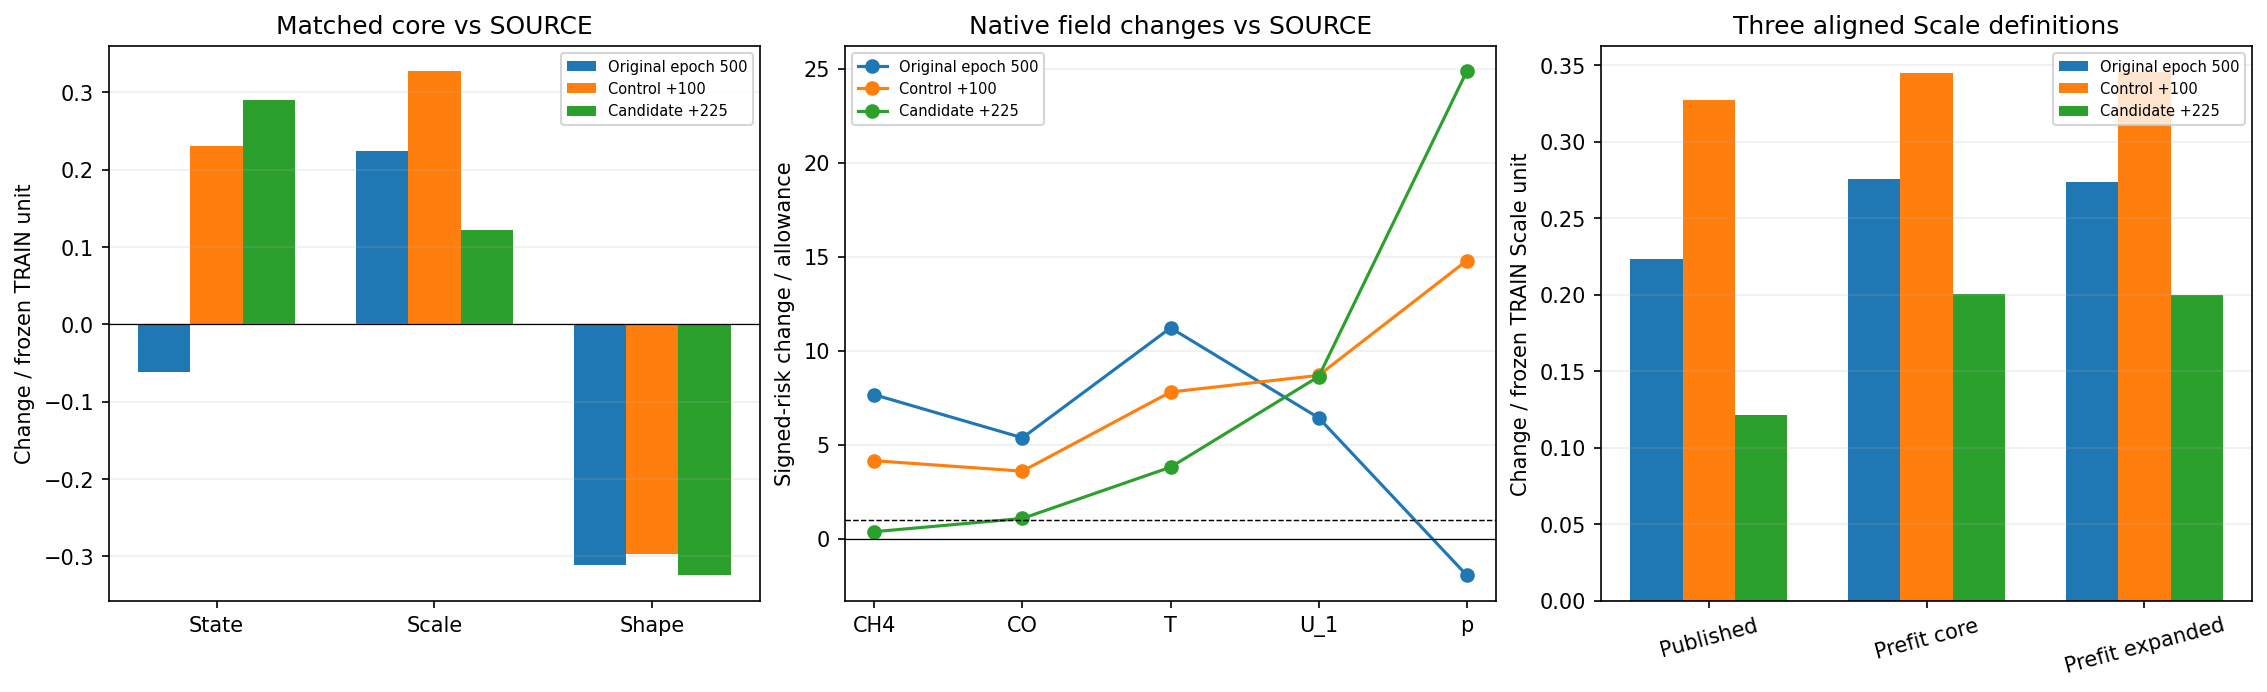 Matched core vs SOURCE
Change / frozen TRAIN unit
0.3
0.2
0.1
0.0
−0.1
−0.2
−0.3
State
Scale
Shape
Original epoch 500
Control +100
Candidate +225
Native field changes vs SOURCE
Signed-risk change / allowance
25
20
15
10
5
0
CH4
CO
T
U_1
p
Original epoch 500
Control +100
Candidate +225
Three aligned Scale definitions
Change / frozen TRAIN Scale unit
0.35
0.30
0.25
0.20
0.15
0.10
0.05
0.00
Published
Prefit core
Prefit expanded
Original epoch 500
Control +100
Candidate +225